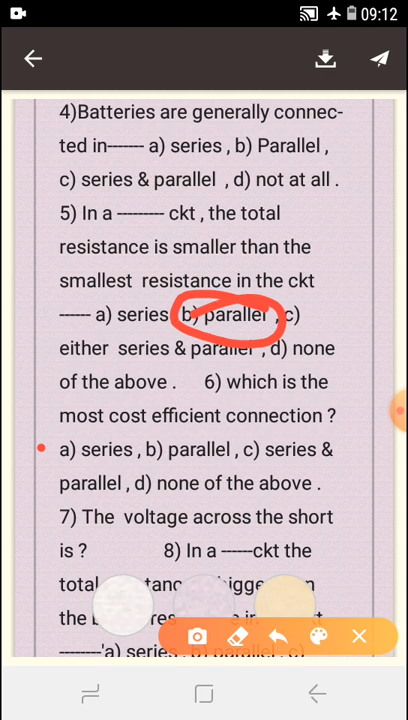 09:12
4)Batteries are generally connec-
ted in------- a) series , b) Parallel ,
c) series & parallel , d) not at all .
5) In a --------- ckt , the total
resistance is smaller than the
smallest resistance in the ckt
------ a) series b) parallel , c)
either series & parallel , d) none
of the above . 6) which is the
most cost efficient connection ?
a) series , b) parallel , c) series &
parallel , d) none of the above .
7) The voltage across the short
is ? 8) In a ------ckt the
total
the
--------'a) series . b) parallel . c)